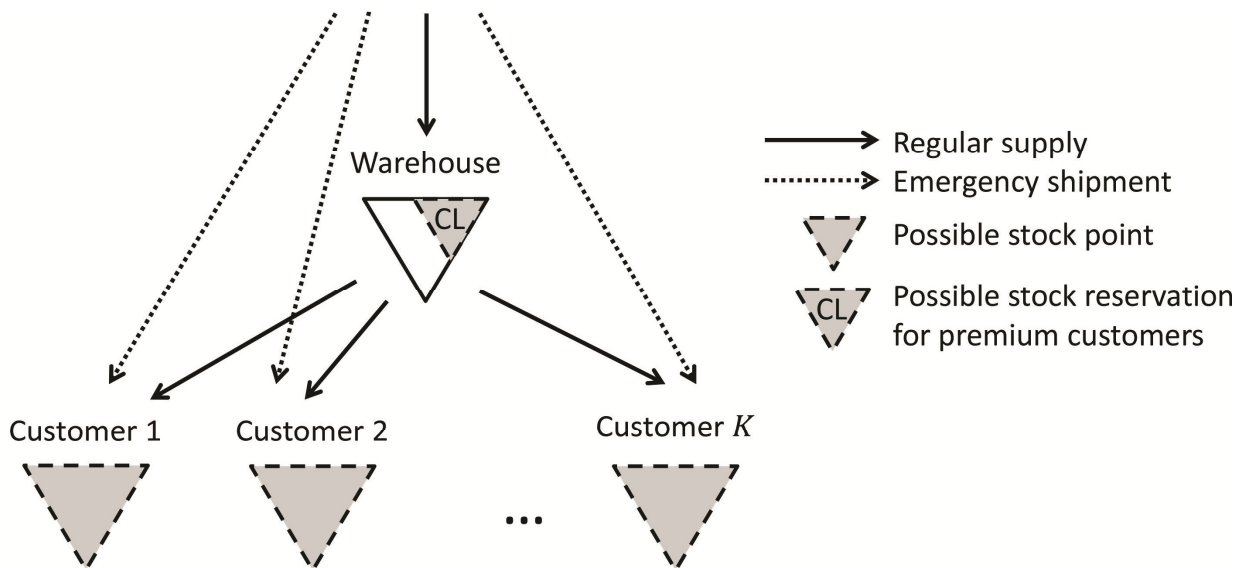 Warehouse
CL
Regular supply
Emergency shipment
Possible stock point
CL
Possible stock reservation
for premium customers
Customer 1
Customer 2
...
Customer K